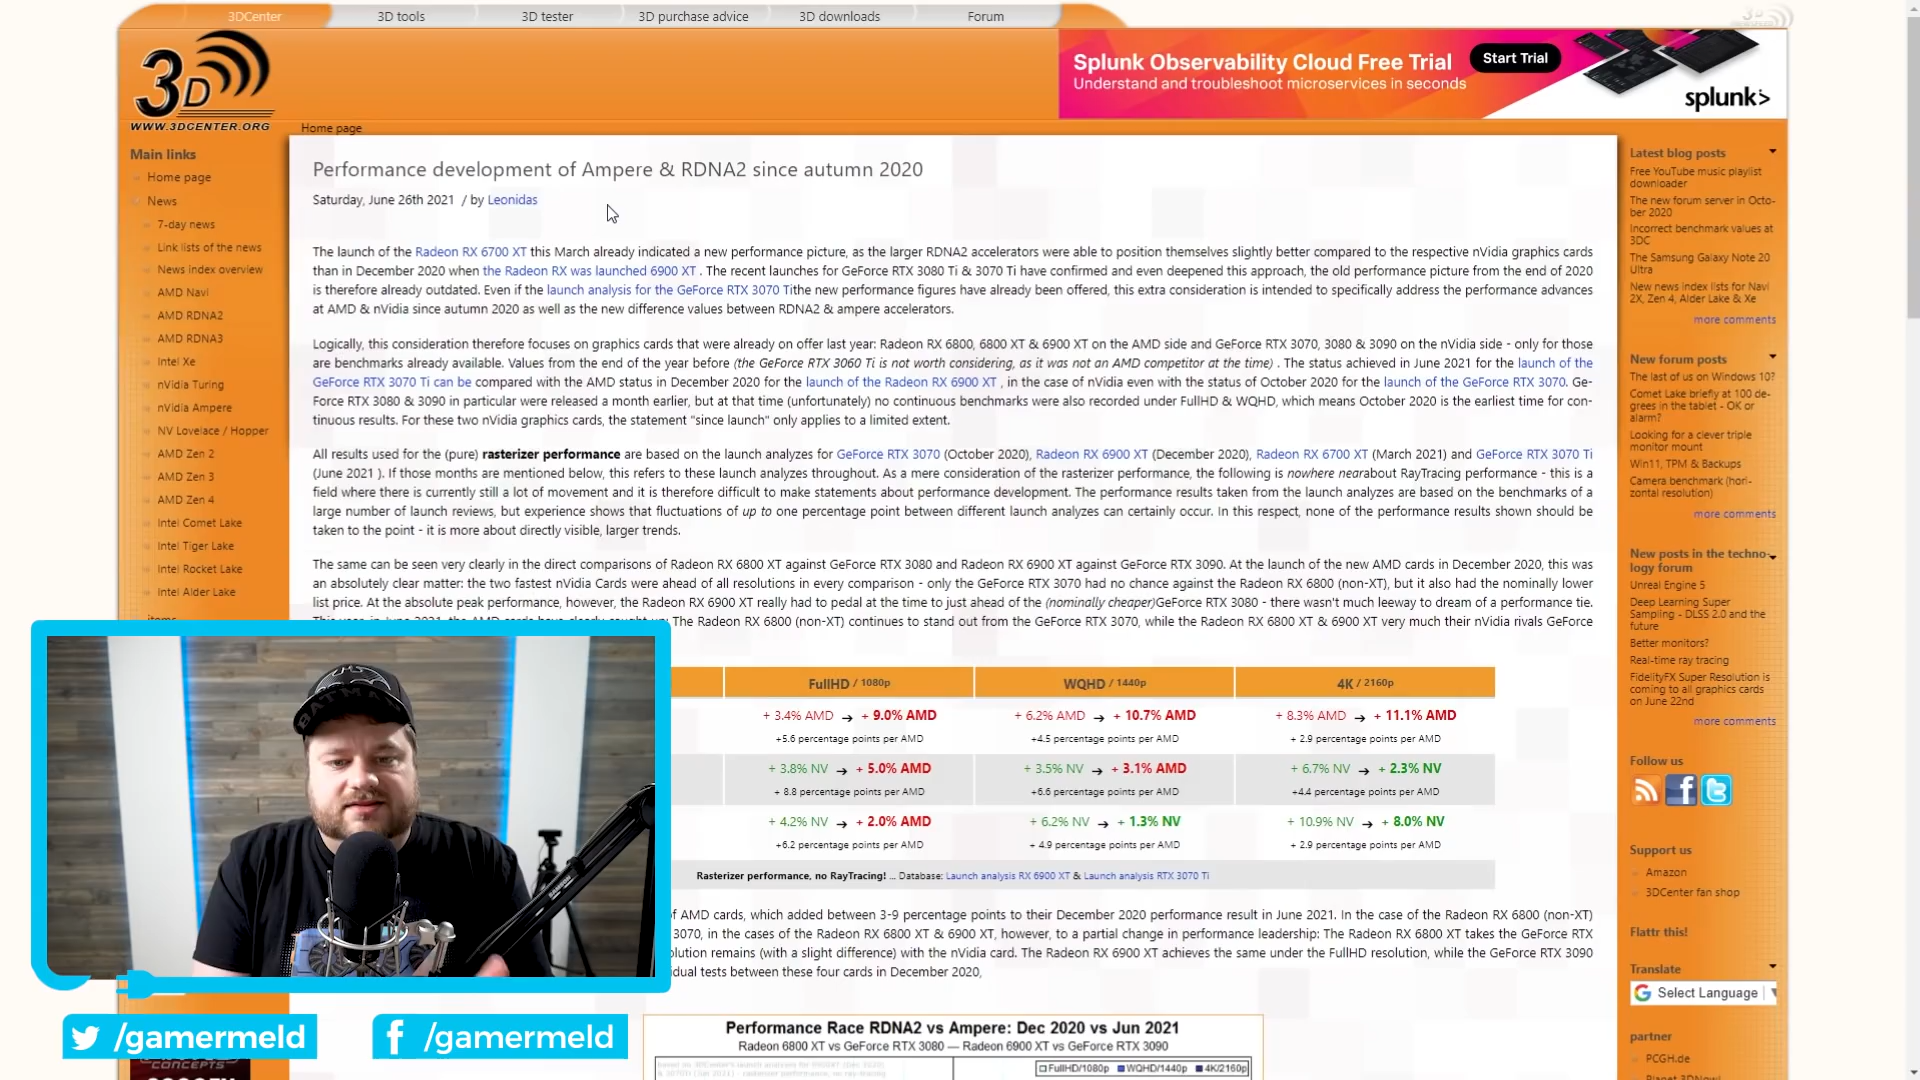 3DCenter
3D tools
3D tester
3D purchase advice
3D downloads
Forum
3D
WWW.3DCENTER.ORG
Splunk Observability Cloud Free Trial
Understand and troubleshoot microservices in seconds
Start Trial
splunk>
Home page
Main links
Home page
News
7-day news
Link lists of the news
News index overview
AMD Navi
AMD RDNA2
AMD RDNA3
Intel Xe
nVidia Turing
nVidia Ampere
NV Lovelace / Hopper
AMD Zen 2
AMD Zen 3
AMD Zen 4
Intel Comet Lake
Intel Tiger Lake
Intel Rocket Lake
Intel Alder Lake
Performance development of Ampere & RDNA2 since autumn 2020
Saturday, June 26th 2021 / by Leonidas
The launch of the Radeon RX 6700 XT this March already indicated a new performance picture, as the larger RDNA2 accelerators were able to position themselves slightly better compared to the respective nVidia graphics cards
than in December 2020 when the Radeon RX was launched 6900 XT . The recent launches for GeForce RTX 3080 Ti & 3070 Ti have confirmed and even deepened this approach, the old performance picture from the end of 2020
is therefore already outdated. Even if the launch analysis for the GeForce RTX 3070 Tithe new performance figures have already been offered, this extra consideration is intended to specifically address the performance advances
at AMD & nVidia since autumn 2020 as well as the new difference values between RDNA2 & ampere accelerators.
Logically, this consideration therefore focuses on graphics cards that were already on offer last year: Radeon RX 6800, 6800 XT & 6900 XT on the AMD side and GeForce RTX 3070, 3080 & 3090 on the nVidia side - only for those
are benchmarks already available. Values from the end of the year before (the GeForce RTX 3060 Ti is not worth considering, as it was not an AMD competitor at the time) . The status achieved in June 2021 for the launch of the
GeForce RTX 3070 Ti can be compared with the AMD status in December 2020 for the launch of the Radeon RX 6900 XT , in the case of nVidia even with the status of October 2020 for the launch of the GeForce RTX 3070. Ge-
Force RTX 3080 & 3090 in particular were released a month earlier, but at that time (unfortunately) no continuous benchmarks were also recorded under FullHD & WQHD, which means October 2020 is the earliest time for con-
tinuous results. For these two nVidia graphics cards, the statement "since launch" only applies to a limited extent.
All results used for the (pure) rasterizer performance are based on the launch analyzes for GeForce RTX 3070 (October 2020), Radeon RX 6900 XT (December 2020), Radeon RX 6700 XT (March 2021) and GeForce RTX 3070 Ti
(June 2021 ). If those months are mentioned below, this refers to these launch analyzes throughout. As a mere consideration of the rasterizer performance, the following is nowhere nearabout RayTracing performance - this is a
field where there is currently still a lot of movement and it is therefore difficult to make statements about performance development. The performance results taken from the launch analyzes are based on the benchmarks of a
large number of launch reviews, but experience shows that fluctuations of up to one percentage point between different launch analyzes can certainly occur. In this respect, none of the performance results shown should be
taken to the point - it is more about directly visible, larger trends.
The same can be seen very clearly in the direct comparisons of Radeon RX 6800 XT against GeForce RTX 3080 and Radeon RX 6900 XT against GeForce RTX 3090. At the launch of the new AMD cards in December 2020, this was
an absolutely clear matter: the two fastest nVidia Cards were ahead of all resolutions in every comparison - only the GeForce RTX 3070 had no chance against the Radeon RX 6800 (non-XT), but it also had the nominally lower
list price. At the absolute peak performance, however, the Radeon RX 6900 XT really had to pedal at the time to just ahead of the (nominally cheaper)GeForce RTX 3080 - there wasn't much leeway to dream of a performance tie.
The Radeon RX 6800 (non-XT) continues to stand out from the GeForce RTX 3070, while the Radeon RX 6800 XT & 6900 XT very much their nVidia rivals GeForce
FullHD / 1080p
WQHD / 1440p
4K / 2160p
+ 3.4% AMD → + 9.0% AMD
+ 6.2% AMD → + 10.7% AMD
+ 8.3% AMD → + 11.1% AMD
+5.6 percentage points per AMD
+4.5 percentage points per AMD
+ 2.9 percentage points per AMD
+ 3.8% NV → + 5.0% AMD
+ 3.5% NV → + 3.1% AMD
+ 6.7% NV → + 2.3% NV
+ 8.8 percentage points per AMD
+6.6 percentage points per AMD
+4.4 percentage points per AMD
+ 4.2% NV → + 2.0% AMD
+ 6.2% NV → + 1.3% NV
+ 10.9% NV → + 8.0% NV
+6.2 percentage points per AMD
+ 4.9 percentage points per AMD
+ 2.9 percentage points per AMD
Rasterizer performance, no RayTracing! ... Database: Launch analysis RX 6900 XT & Launch analysis RTX 3070 Ti
of AMD cards, which added between 3-9 percentage points to their December 2020 performance result in June 2021. In the case of the Radeon RX 6800 (non-XT)
3070, in the cases of the Radeon RX 6800 XT & 6900 XT, however, to a partial change in performance leadership: The Radeon RX 6800 XT takes the GeForce RTX
olution remains (with a slight difference) with the nVidia card. The Radeon RX 6900 XT achieves the same under the FullHD resolution, while the GeForce RTX 3090
idual tests between these four cards in December 2020,
Performance Race RDNA2 vs Ampere: Dec 2020 vs Jun 2021
Radeon 6800 XT vs GeForce RTX 3080 — Radeon 6900 XT vs GeForce RTX 3090
FullHD/1080p WQHD/1440p 4K/2160p
Latest blog posts
Free YouTube music playlist
downloader
The new forum server in Octo-
ber 2020
Incorrect benchmark values at
3DC
The Samsung Galaxy Note 20
Ultra
New news index lists for Navi
2X, Zen 4, Alder Lake & Xe
more comments
New forum posts
The last of us on Windows 10?
Comet Lake briefly at 100 de-
grees in the tablet - OK or
alarm?
Looking for a clever triple
monitor mount
Win11, TPM & Backups
Camera benchmark (hori-
zontal resolution)
more comments
New posts in the techno-
logy forum
Unreal Engine 5
Deep Learning Super
Sampling - DLSS 2.0 and the
future
Better monitors?
Real-time ray tracing
FidelityFX Super Resolution is
coming to all graphics cards
on June 22nd
more comments
Follow us
Support us
Amazon
3DCenter fan shop
Flattr this!
Translate
Select Language
partner
PCGH.de
Planet 3DNow!
BATMAN
/gamermeld
/gamermeld
CONCEPTS